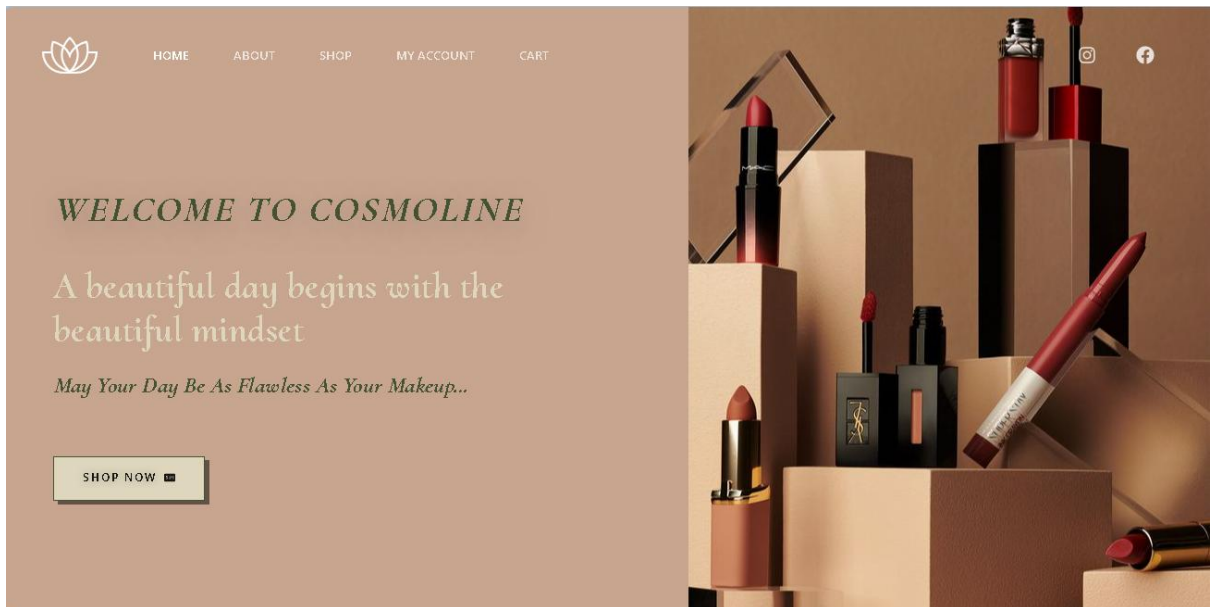 HOME ABOUT SHOP MY ACCOUNT CART
WELCOME TO COSMOLINE
A beautiful day begins with the
beautiful mindset
May Your Day Be As Flawless As Your Makeup...
SHOP NOW
MAC
YSL